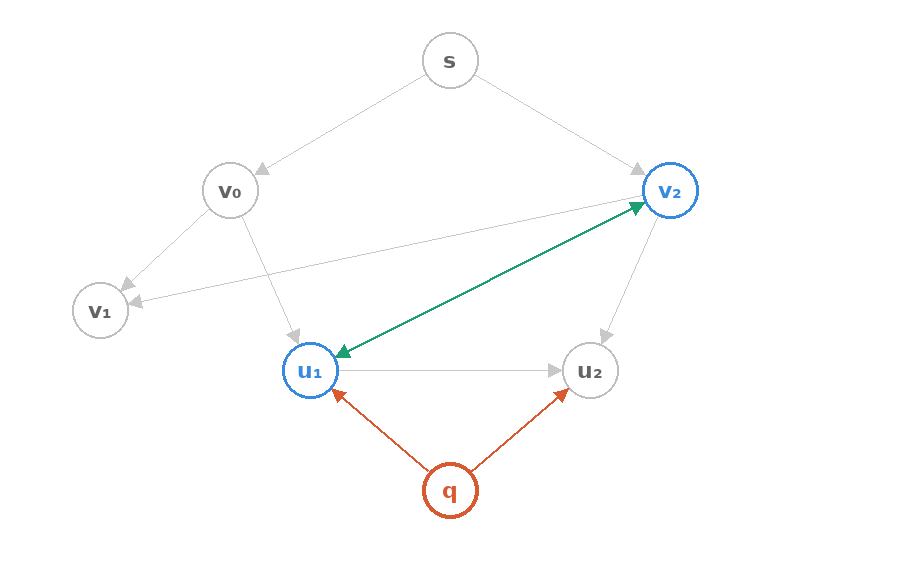 s
v₀
v₂
v₁
u₁
u₂
q